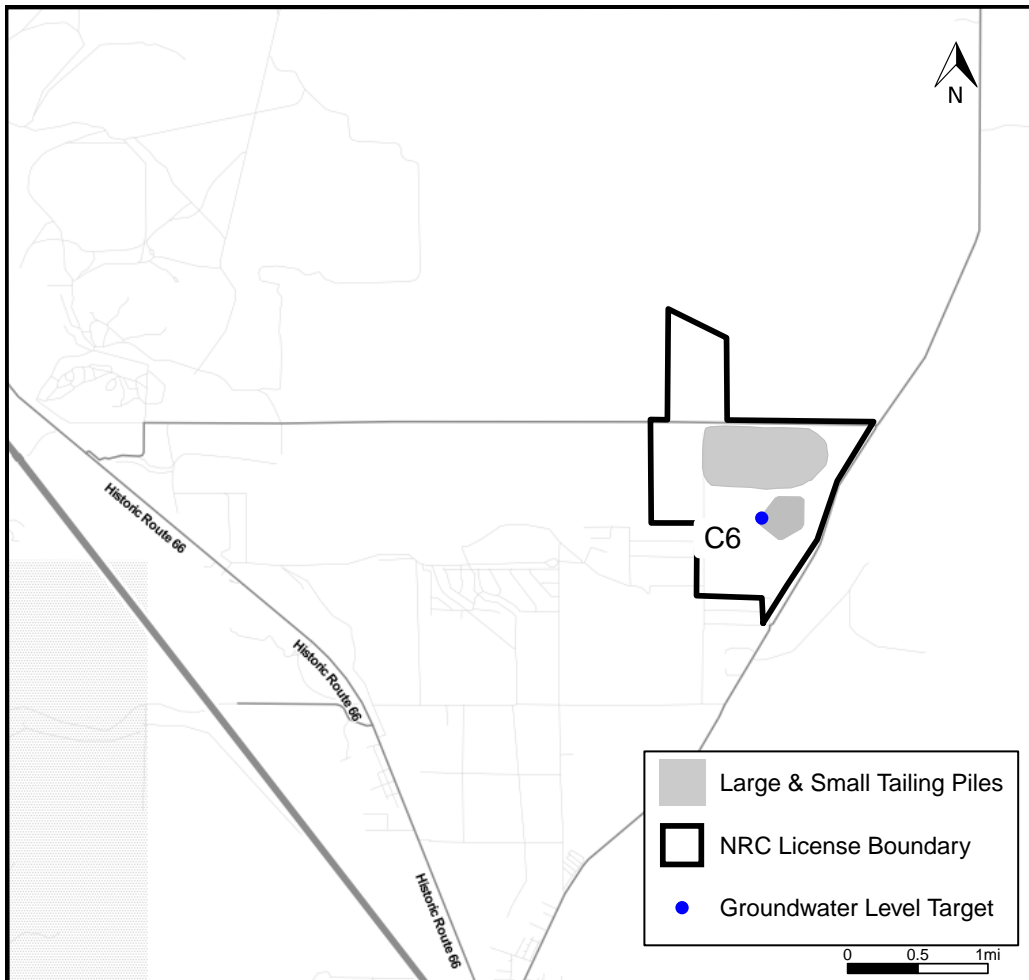 N
C6
Historic Route 66
Historic Route 66
Historic Route 66
Large & Small Tailing Piles
NRC License Boundary
Groundwater Level Target
0 0.5 1mi